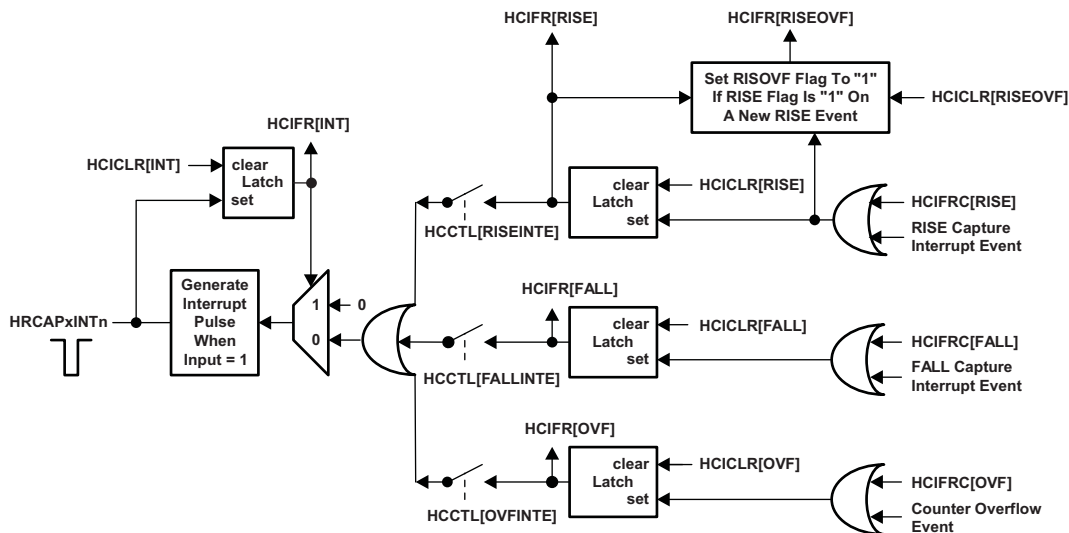 HCIFR[RISE]
HCIFR[RISEOVF]
Set RISOVF Flag To "1"
If RISE Flag Is "1" On
A New RISE Event
HCICLR[RISEOVF]
HCIFR[INT]
HCICLR[INT]
clear
Latch
set
HCCTL[RISEINTE]
clear
Latch
set
HCICLR[RISE]
HCIFRC[RISE]
RISE Capture
Interrupt Event
HRCAPxINTn
Generate
Interrupt
Pulse
When
Input = 1
1
0
0
HCIFR[FALL]
HCCTL[FALLINTE]
clear
Latch
set
HCICLR[FALL]
HCIFRC[FALL]
FALL Capture
Interrupt Event
HCIFR[OVF]
HCCTL[OVFINTE]
clear
Latch
set
HCICLR[OVF]
HCIFRC[OVF]
Counter Overflow
Event